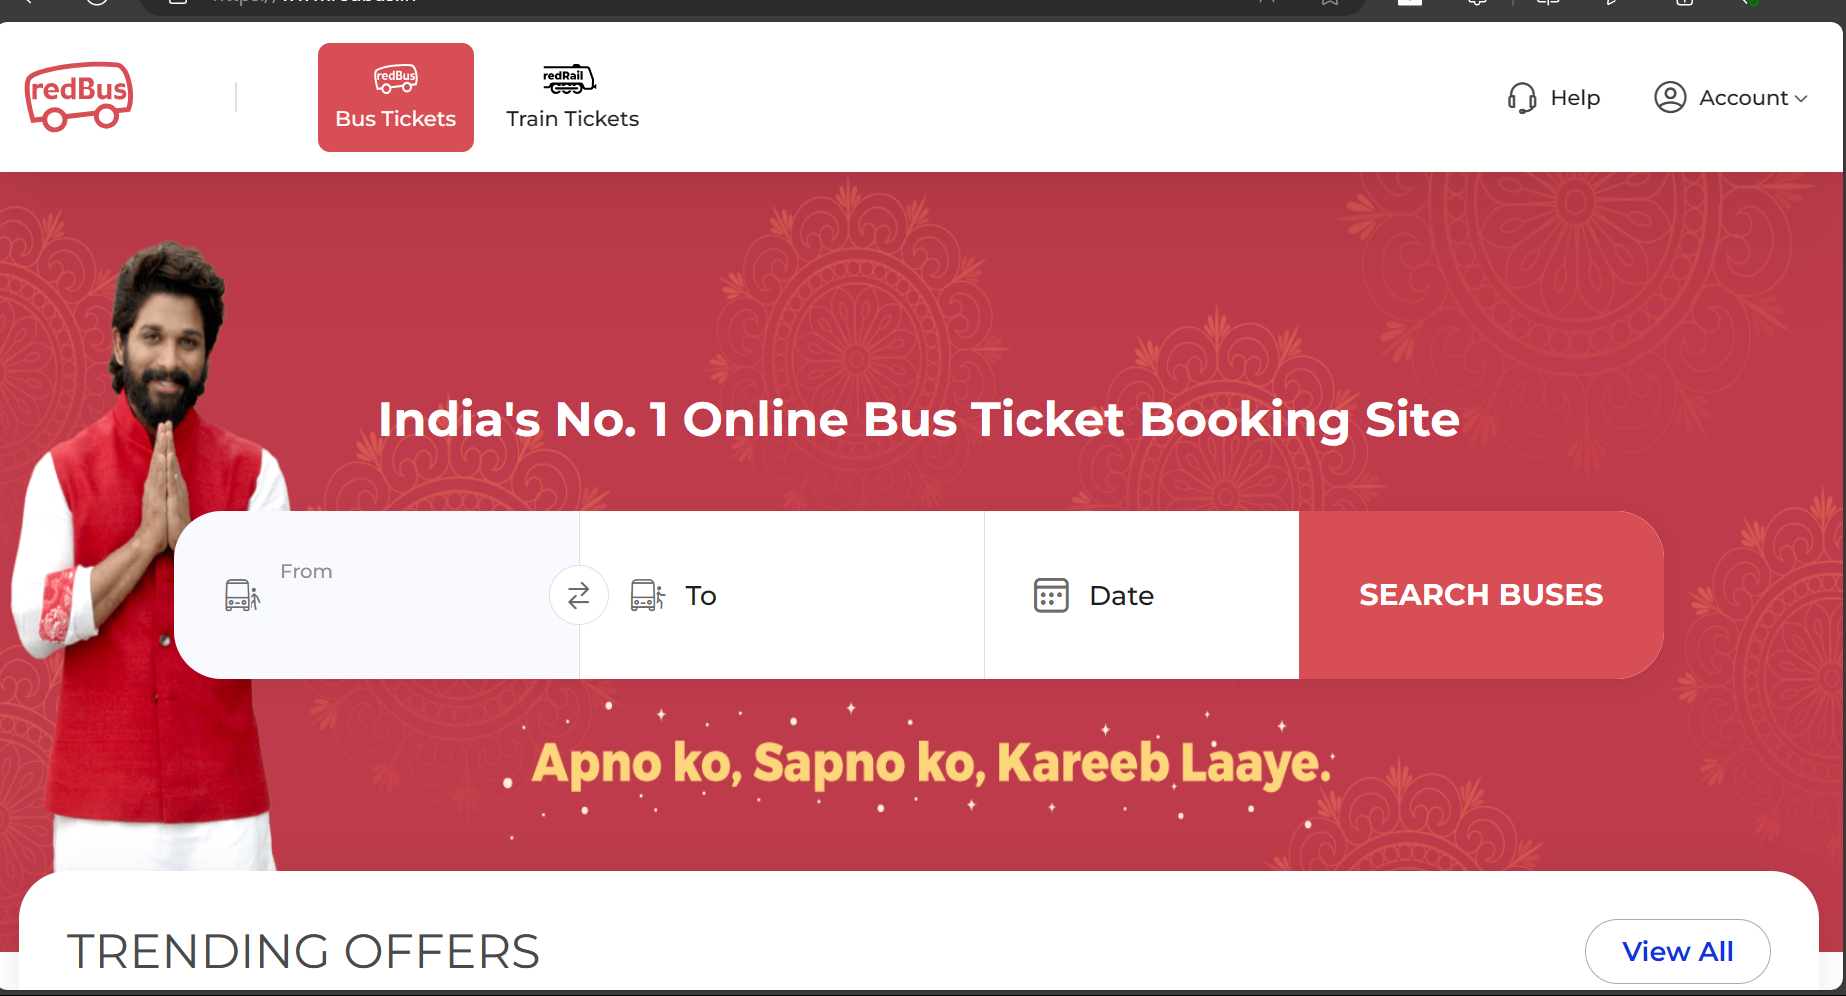 redBus
redBus
Bus Tickets
redRail
Train Tickets
Help
Account
India's No. 1 Online Bus Ticket Booking Site
From
To
Date
SEARCH BUSES
Apno ko, Sapno ko, Kareeb Laaye.
TRENDING OFFERS
View All